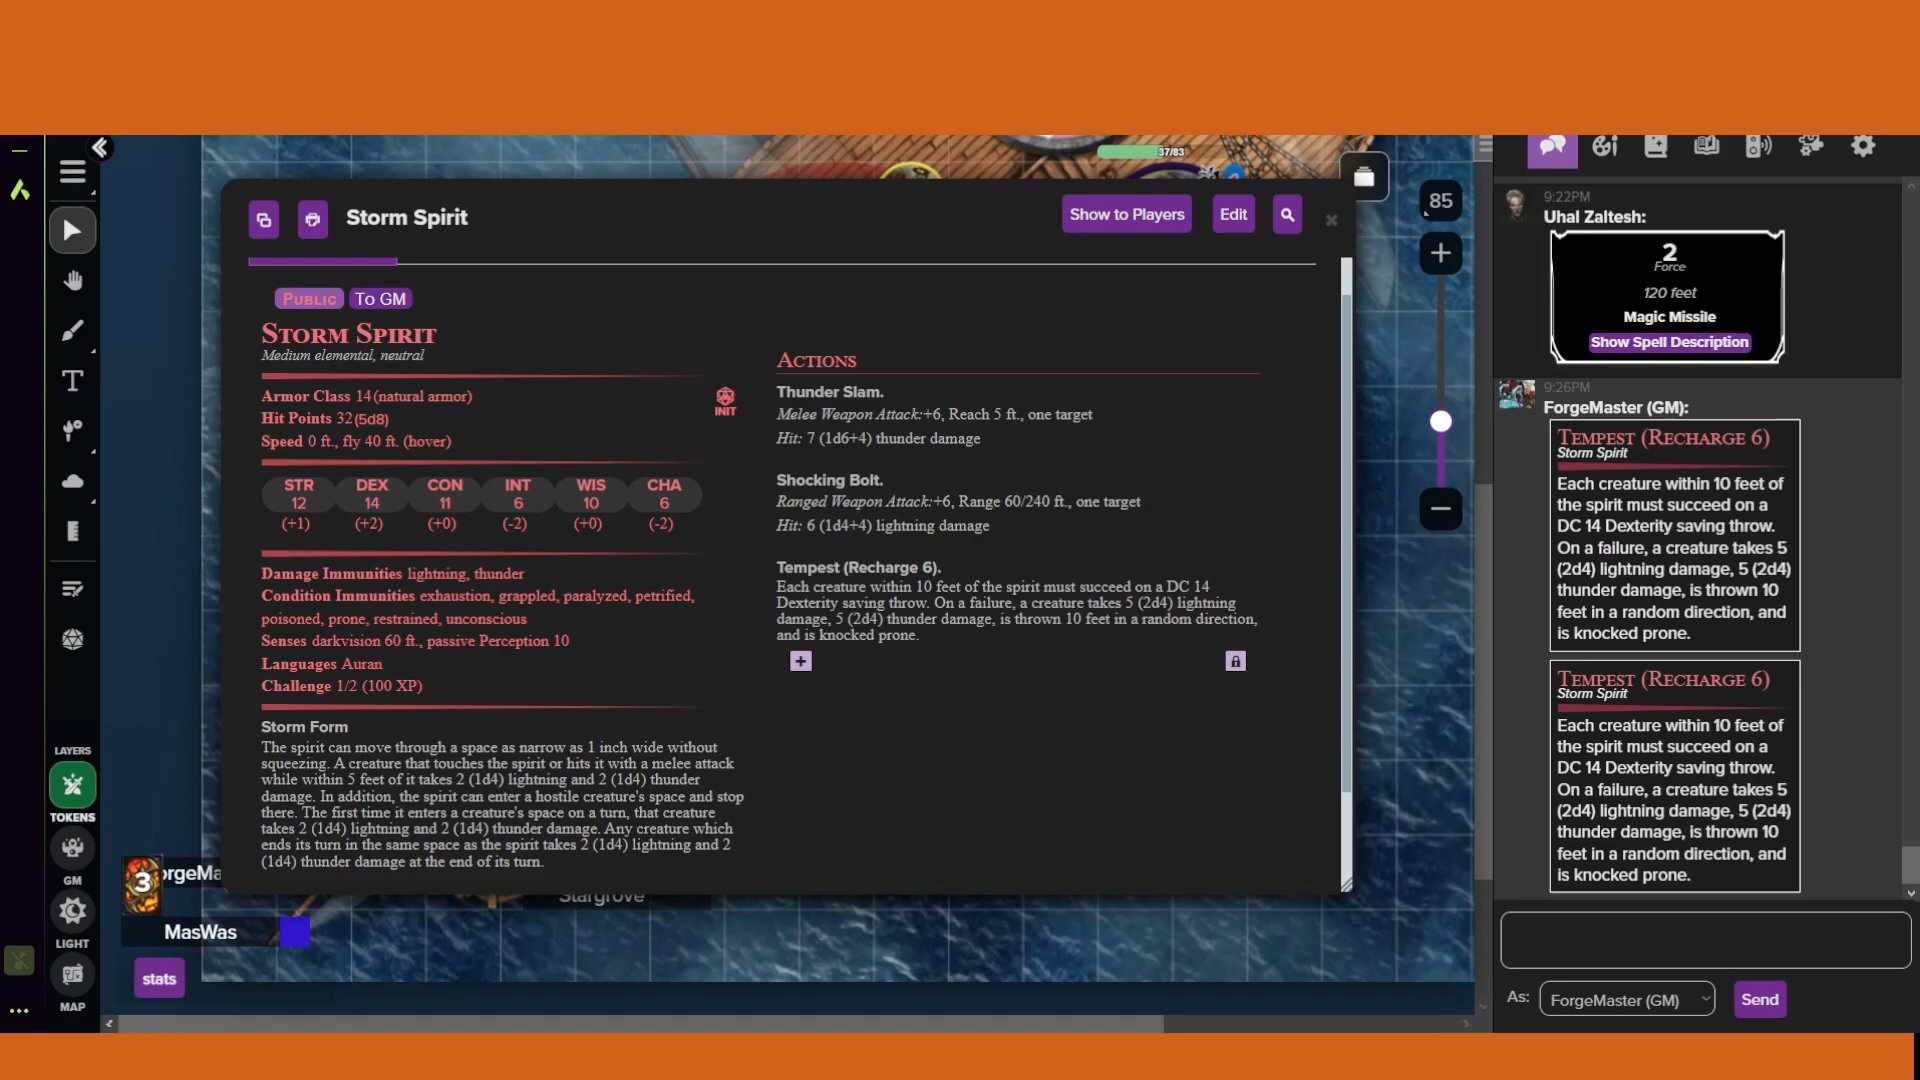 37/83
Storm Spirit
Show to Players
Edit
85
Public
To GM
Storm Spirit
Medium elemental, neutral
Armor Class 14 (natural armor)
Hit Points 32 (5d8)
Speed 0 ft., fly 40 ft. (hover)
INIT
STR DEX CON INT WIS CHA
12 14 11 6 10 6
(+1) (+2) (+0) (-2) (+0) (-2)
Damage Immunities lightning, thunder
Condition Immunities exhaustion, grappled, paralyzed, petrified,
poisoned, prone, restrained, unconscious
Senses darkvision 60 ft., passive Perception 10
Languages Auran
Challenge 1/2 (100 XP)
Storm Form
The spirit can move through a space as narrow as 1 inch wide without
squeezing. A creature that touches the spirit or hits it with a melee attack
while within 5 feet of it takes 2 (1d4) lightning and 2 (1d4) thunder
damage. In addition, the spirit can enter a hostile creature's space and stop
there. The first time it enters a creature's space on a turn, that creature
takes 2 (1d4) lightning and 2 (1d4) thunder damage. Any creature which
ends its turn in the same space as the spirit takes 2 (1d4) lightning and 2
(1d4) thunder damage at the end of its turn.
Actions
Thunder Slam.
Melee Weapon Attack:+6, Reach 5 ft., one target
Hit: 7 (1d6+4) thunder damage
Shocking Bolt.
Ranged Weapon Attack:+6, Range 60/240 ft., one target
Hit: 6 (1d4+4) lightning damage
Tempest (Recharge 6).
Each creature within 10 feet of the spirit must succeed on a DC 14
Dexterity saving throw. On a failure, a creature takes 5 (2d4) lightning
damage, 5 (2d4) thunder damage, is thrown 10 feet in a random direction,
and is knocked prone.
LAYERS
TOKENS
GM
LIGHT
MAP
3
orgeMa
MasWas
stats
Stargrove
9:22PM
Uhal Zaltesh:
2
Force
120 feet
Magic Missile
Show Spell Description
9:26PM
ForgeMaster (GM):
Tempest (Recharge 6)
Storm Spirit
Each creature within 10 feet of
the spirit must succeed on a
DC 14 Dexterity saving throw.
On a failure, a creature takes 5
(2d4) lightning damage, 5 (2d4)
thunder damage, is thrown 10
feet in a random direction, and
is knocked prone.
Tempest (Recharge 6)
Storm Spirit
Each creature within 10 feet of
the spirit must succeed on a
DC 14 Dexterity saving throw.
On a failure, a creature takes 5
(2d4) lightning damage, 5 (2d4)
thunder damage, is thrown 10
feet in a random direction, and
is knocked prone.
As:
ForgeMaster (GM)
Send